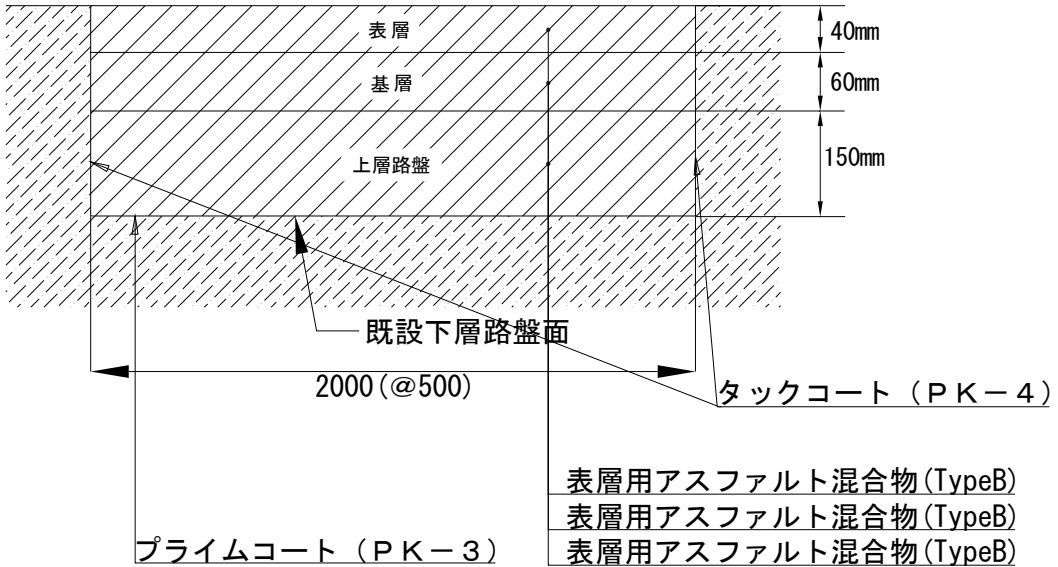 表層
40mm
基層
60mm
上層路盤
150mm
既設下層路盤面
2000(@500)
タックコート（ＰＫ－４）
表層用アスファルト混合物(TypeB)
表層用アスファルト混合物(TypeB)
表層用アスファルト混合物(TypeB)
プライムコート（ＰＫ－３）